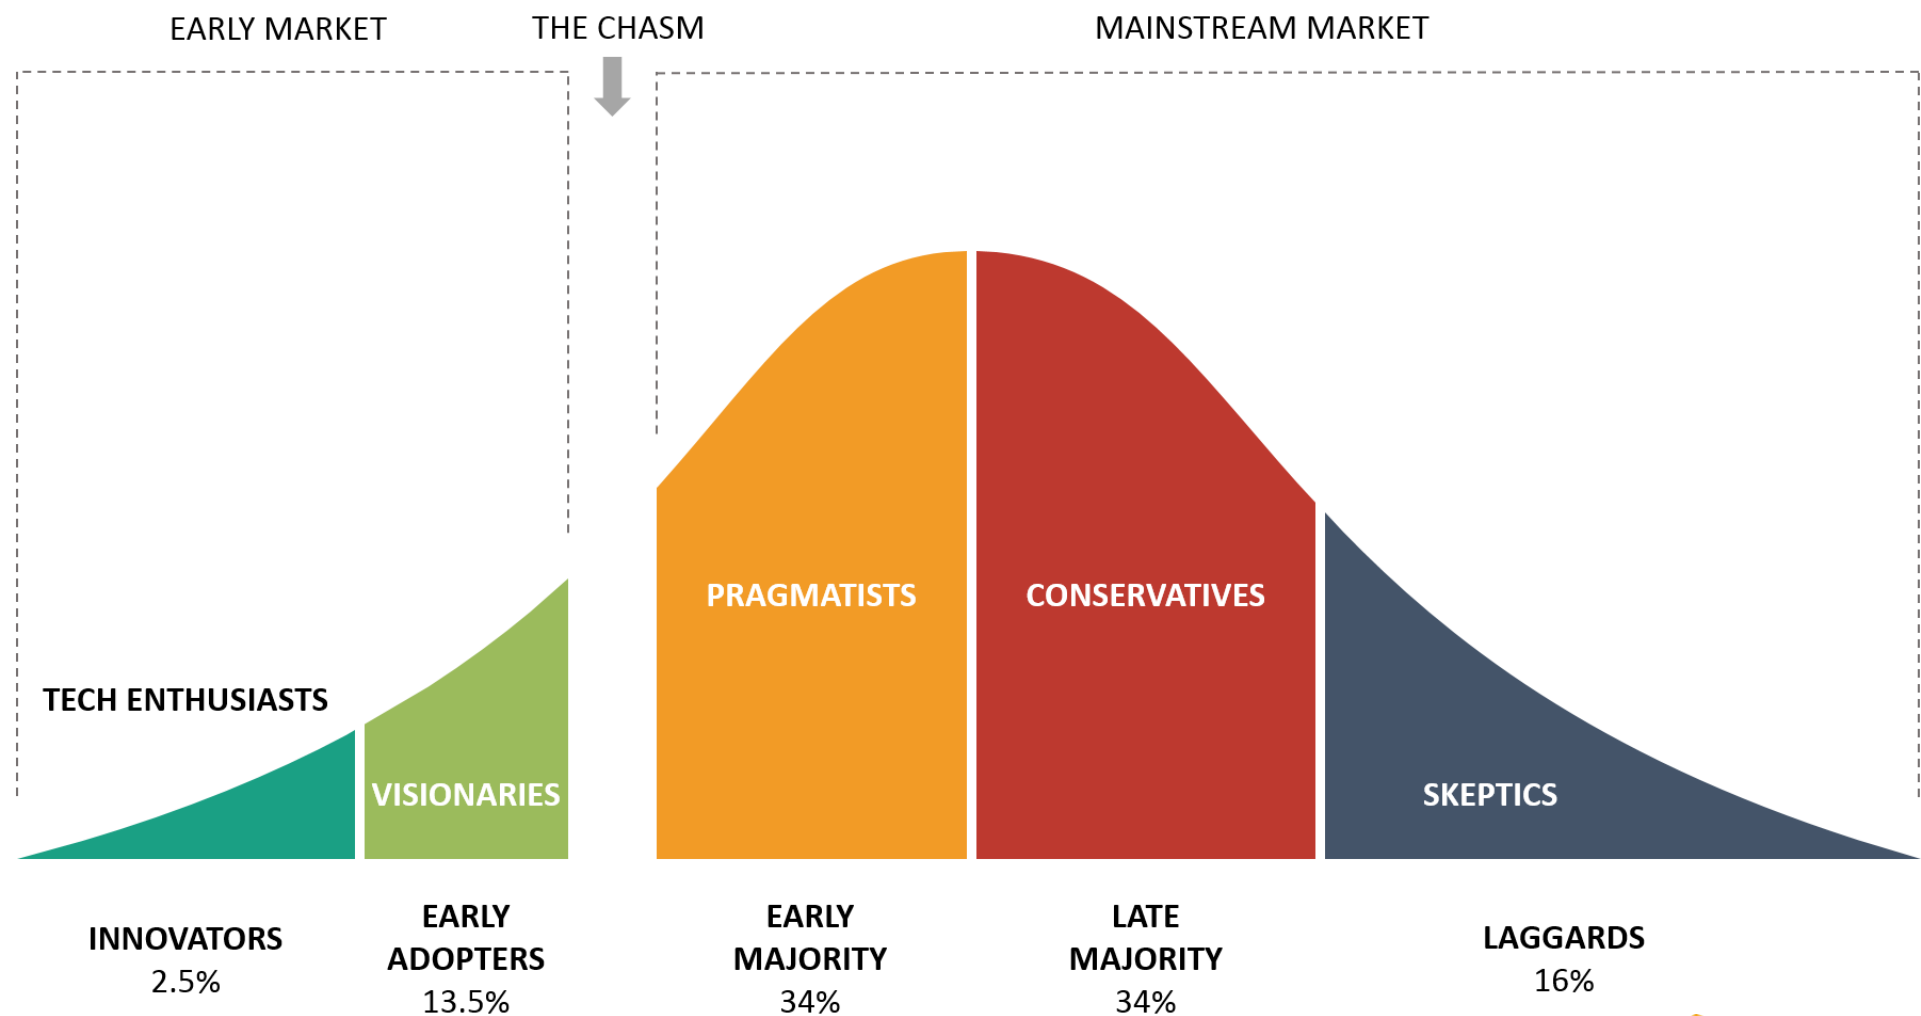 EARLY MARKET
THE CHASM
MAINSTREAM MARKET
TECH ENTHUSIASTS
VISIONARIES
PRAGMATISTS
CONSERVATIVES
SKEPTICS
INNOVATORS
2.5%
EARLY
ADOPTERS
13.5%
EARLY
MAJORITY
34%
LATE
MAJORITY
34%
LAGGARDS
16%